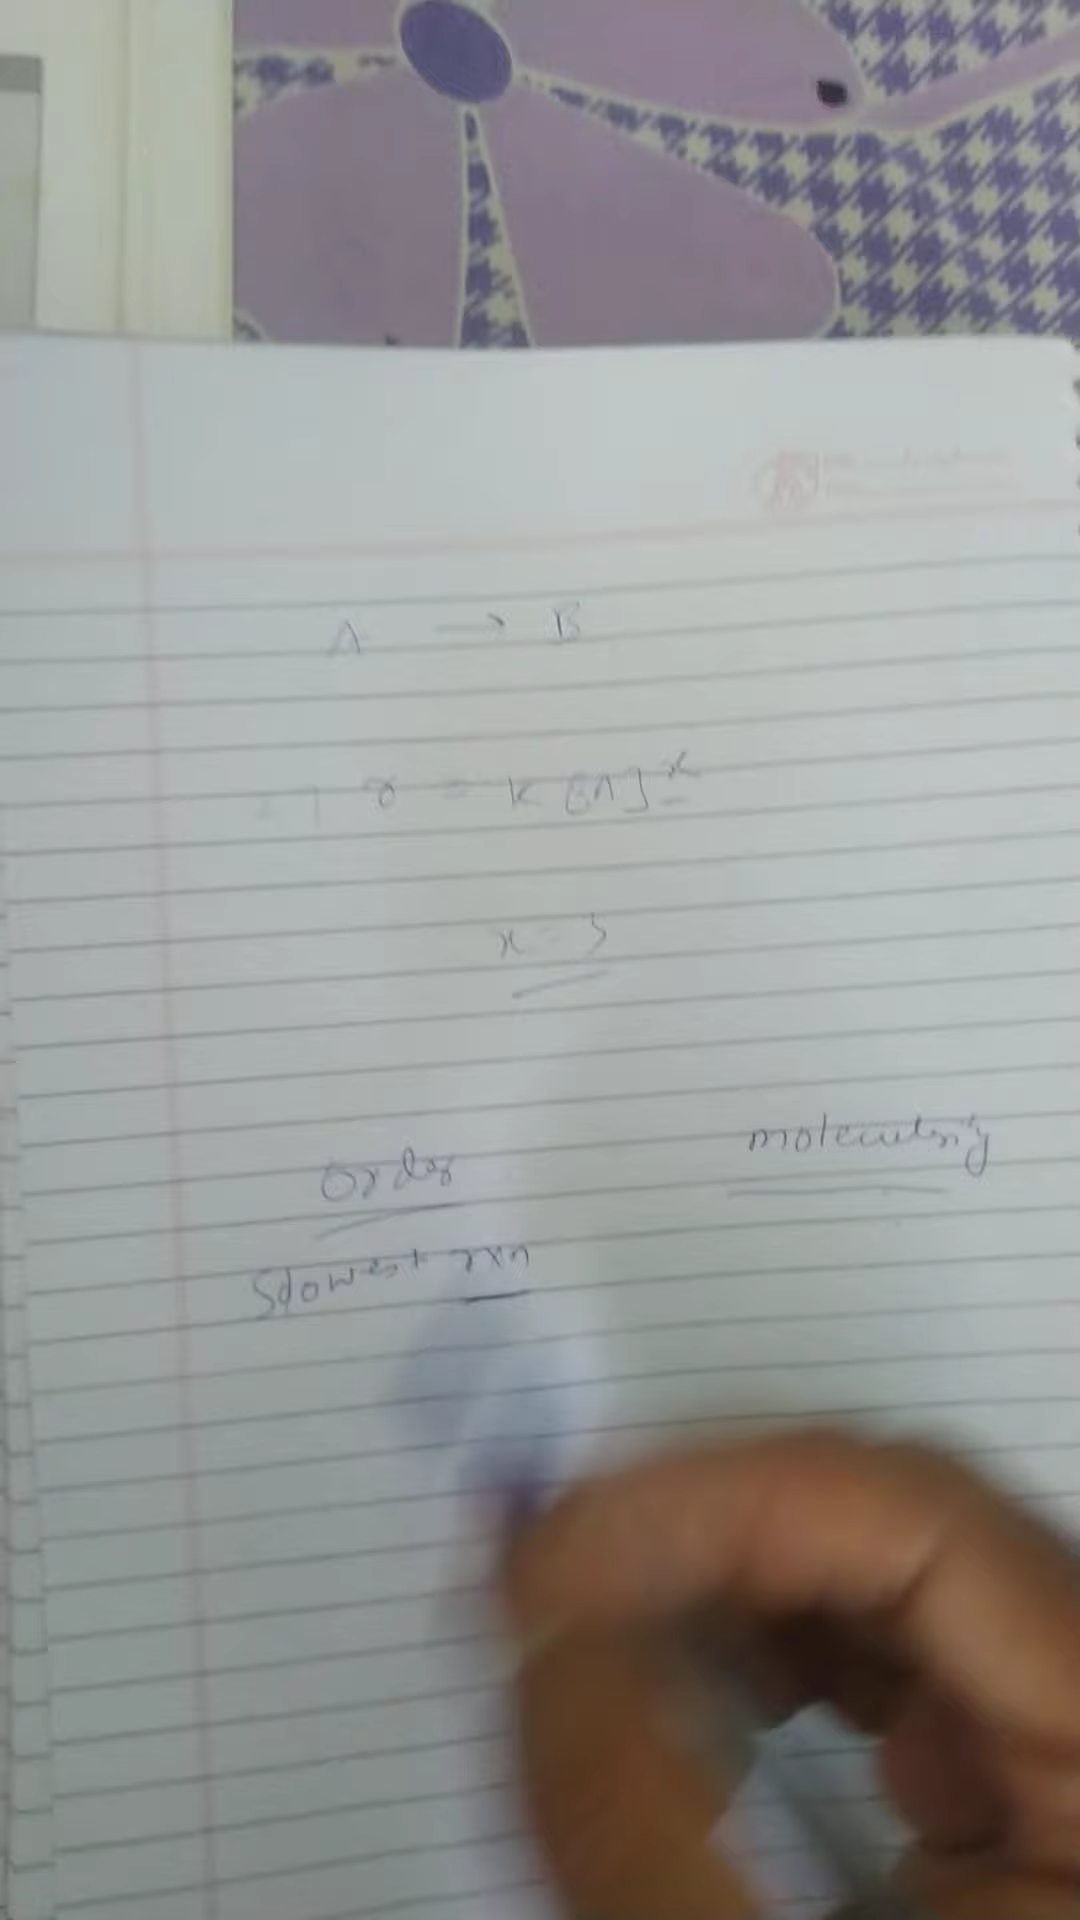 A → B
r = K [A]ˣ
x = 3
Order
molecularity
Slowest rxn